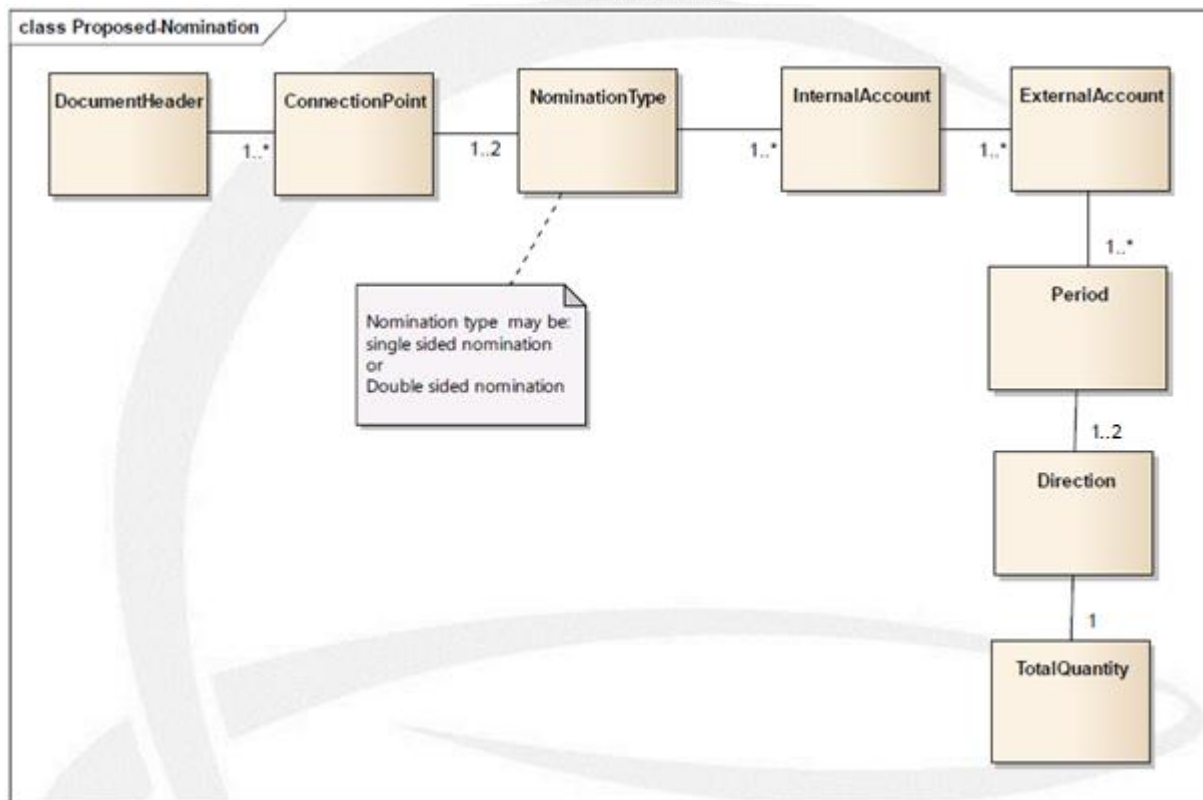 class Proposed-Nomination
DocumentHeader
ConnectionPoint
NominationType
InternalAccount
ExternalAccount
1..*
1..2
1..*
1..*
1..*
Nomination type may be:
single sided nomination
or
Double sided nomination
Period
1..2
Direction
1
TotalQuantity